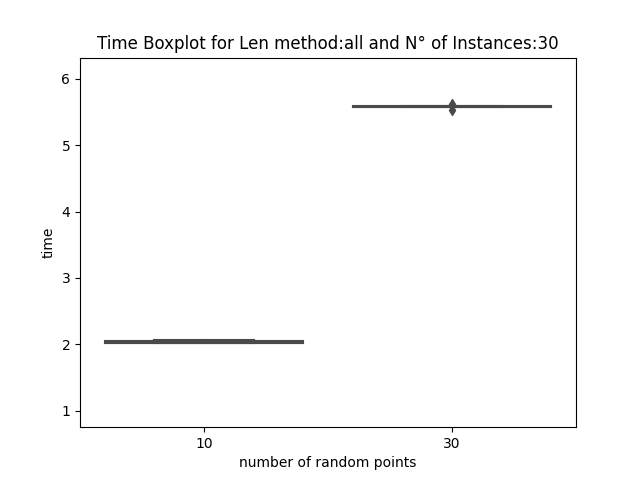 Time Boxplot for Len method:all and N° of Instances:30
6
5
4
3
2
1
time
10
30
number of random points